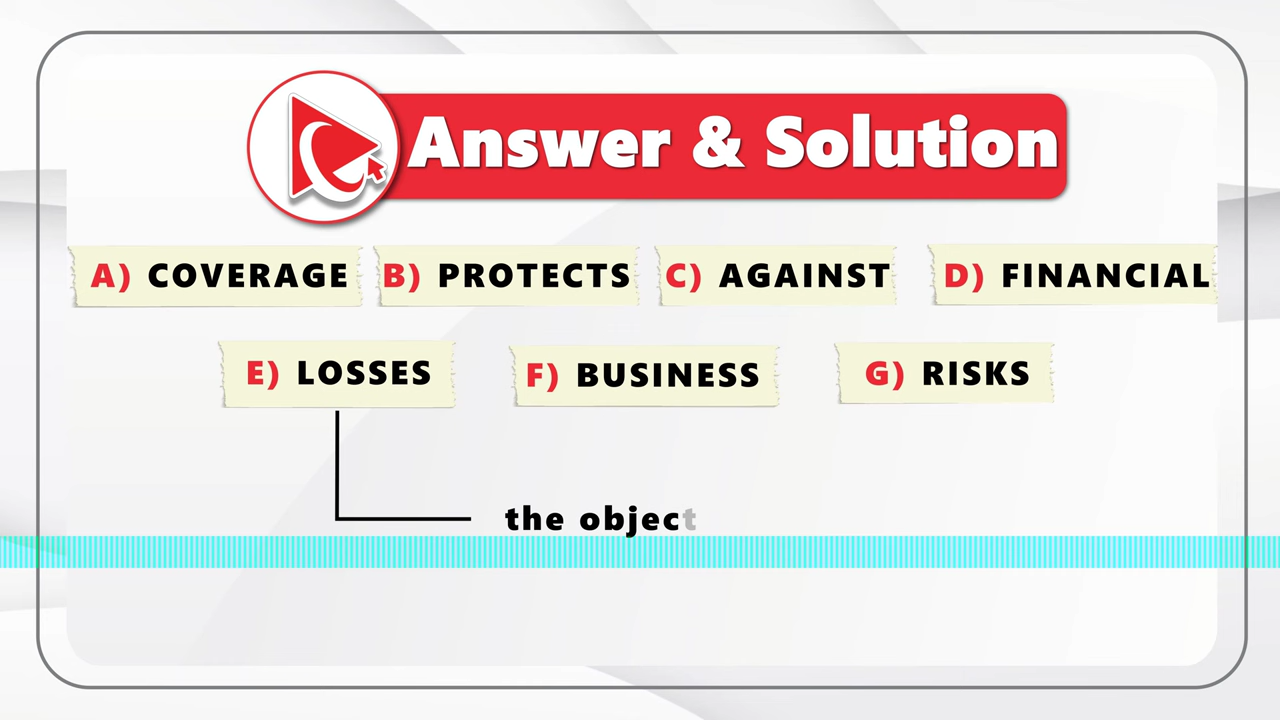 Answer & Solution
A) COVERAGE B) PROTECTS C) AGAINST D) FINANCIAL
E) LOSSES F) BUSINESS G) RISKS
the object